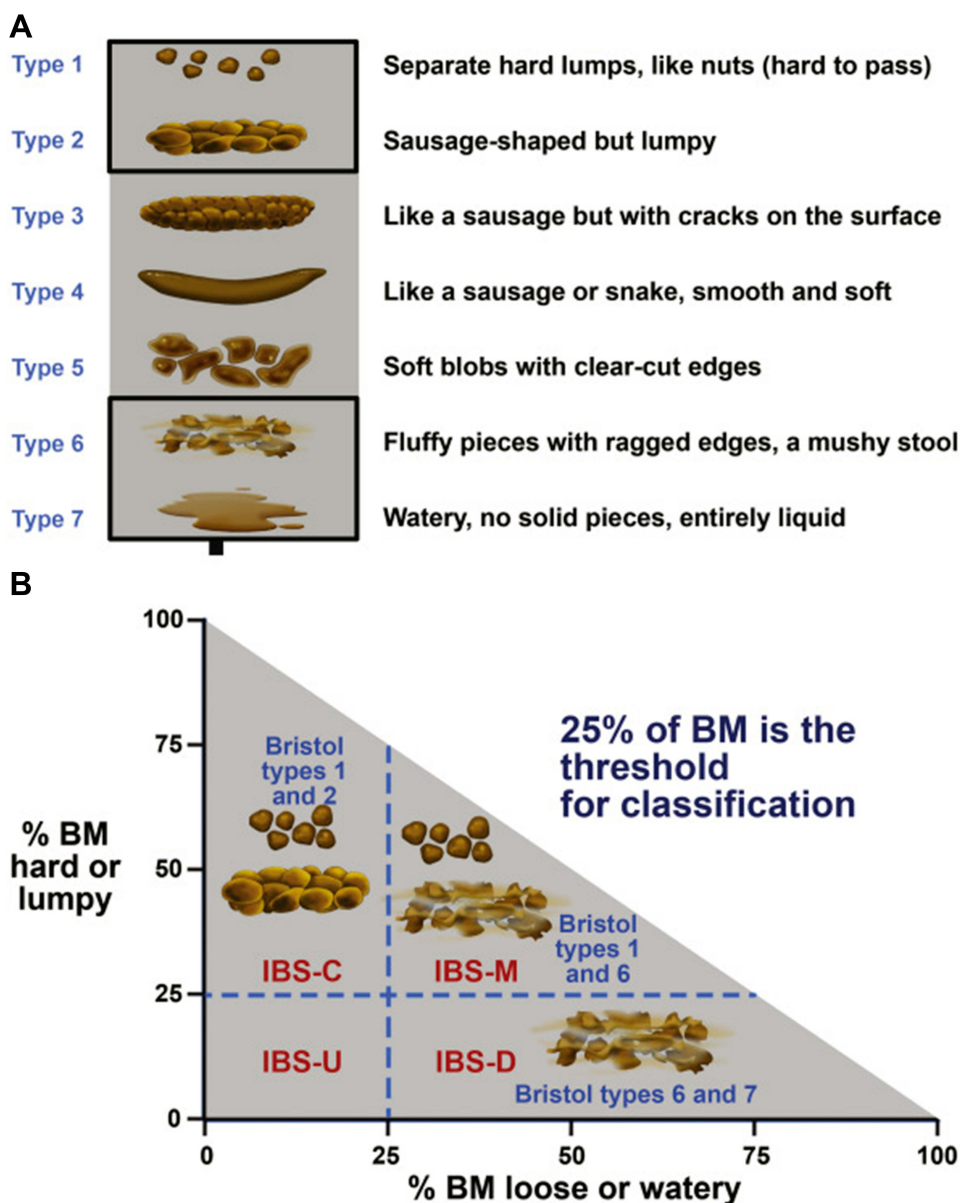 A
Type 1 Separate hard lumps, like nuts (hard to pass)
Type 2 Sausage-shaped but lumpy
Type 3 Like a sausage but with cracks on the surface
Type 4 Like a sausage or snake, smooth and soft
Type 5 Soft blobs with clear-cut edges
Type 6 Fluffy pieces with ragged edges, a mushy stool
Type 7 Watery, no solid pieces, entirely liquid
B
100
75
50
25
0
% BM
hard or
lumpy
Bristol
types 1
and 2
25% of BM is the
threshold
for classification
Bristol
types 1
and 6
IBS-C
IBS-M
IBS-U
IBS-D
Bristol types 6 and 7
0 25 50 75 100
% BM loose or watery